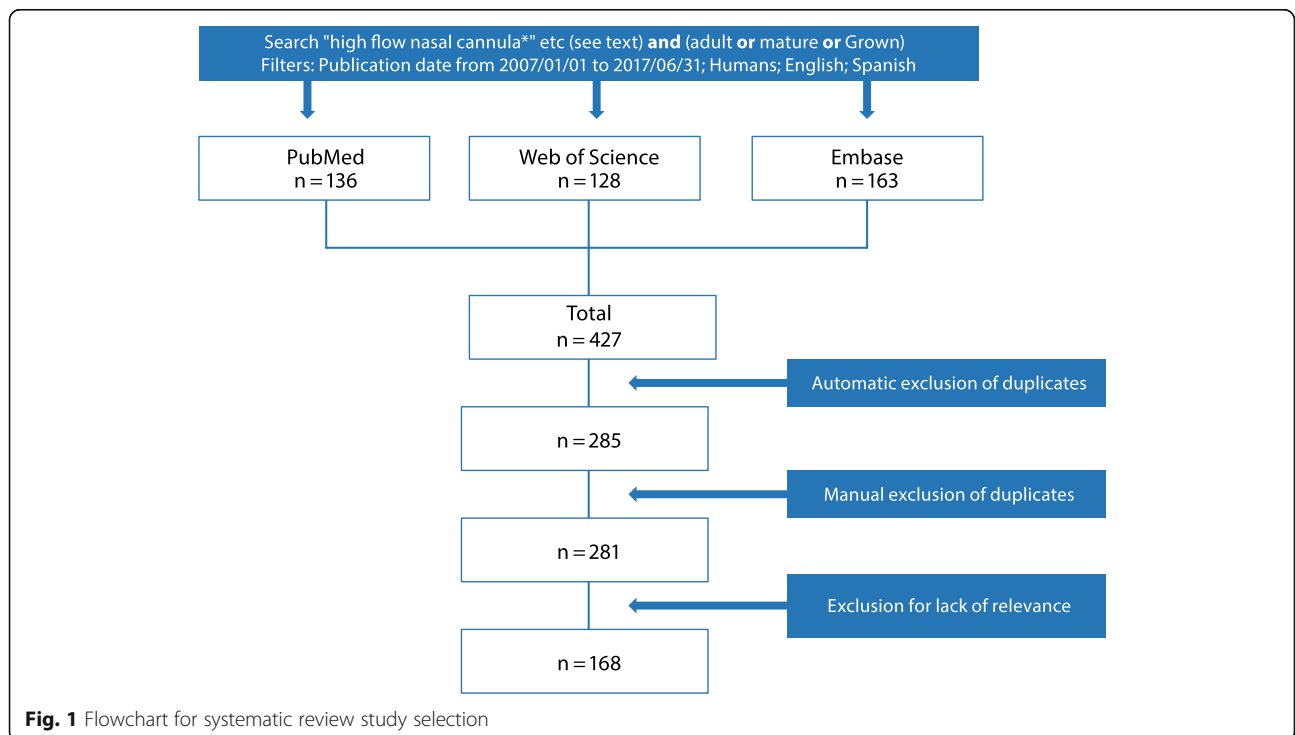 Search "high flow nasal cannula*" etc (see text) and (adult or mature or Grown)
Filters: Publication date from 2007/01/01 to 2017/06/31; Humans; English; Spanish
PubMed
n = 136
Web of Science
n = 128
Embase
n = 163
Total
n = 427
Automatic exclusion of duplicates
n = 285
Manual exclusion of duplicates
n = 281
Exclusion for lack of relevance
n = 168
Fig. 1 Flowchart for systematic review study selection